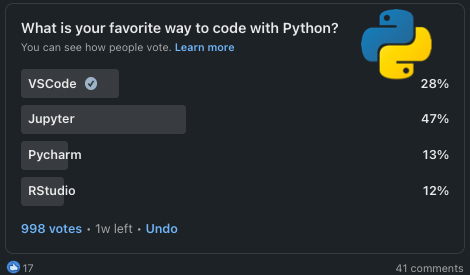 What is your favorite way to code with Python?
You can see how people vote. Learn more
VSCode 28%
Jupyter 47%
Pycharm 13%
RStudio 12%
998 votes • 1w left • Undo
17 41 comments